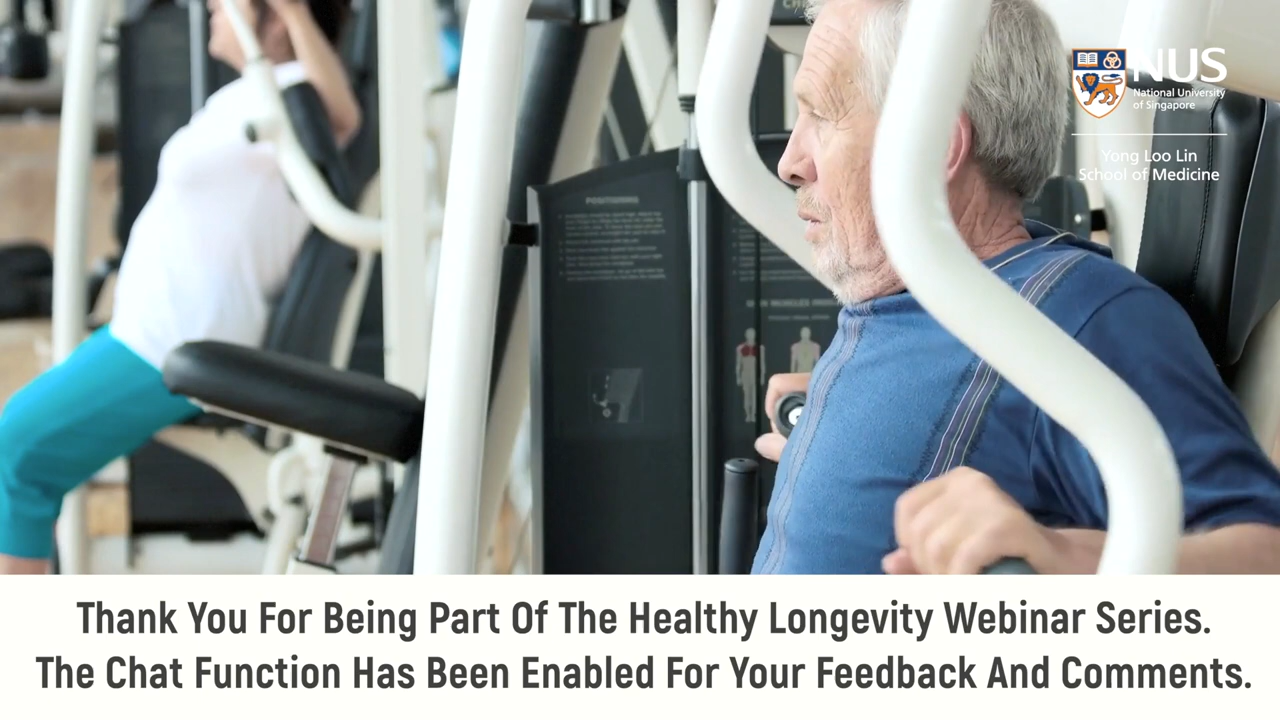 NUS
National University
of Singapore
Yong Loo Lin
School of Medicine
POSITIONING
Thank You For Being Part Of The Healthy Longevity Webinar Series.
The Chat Function Has Been Enabled For Your Feedback And Comments.